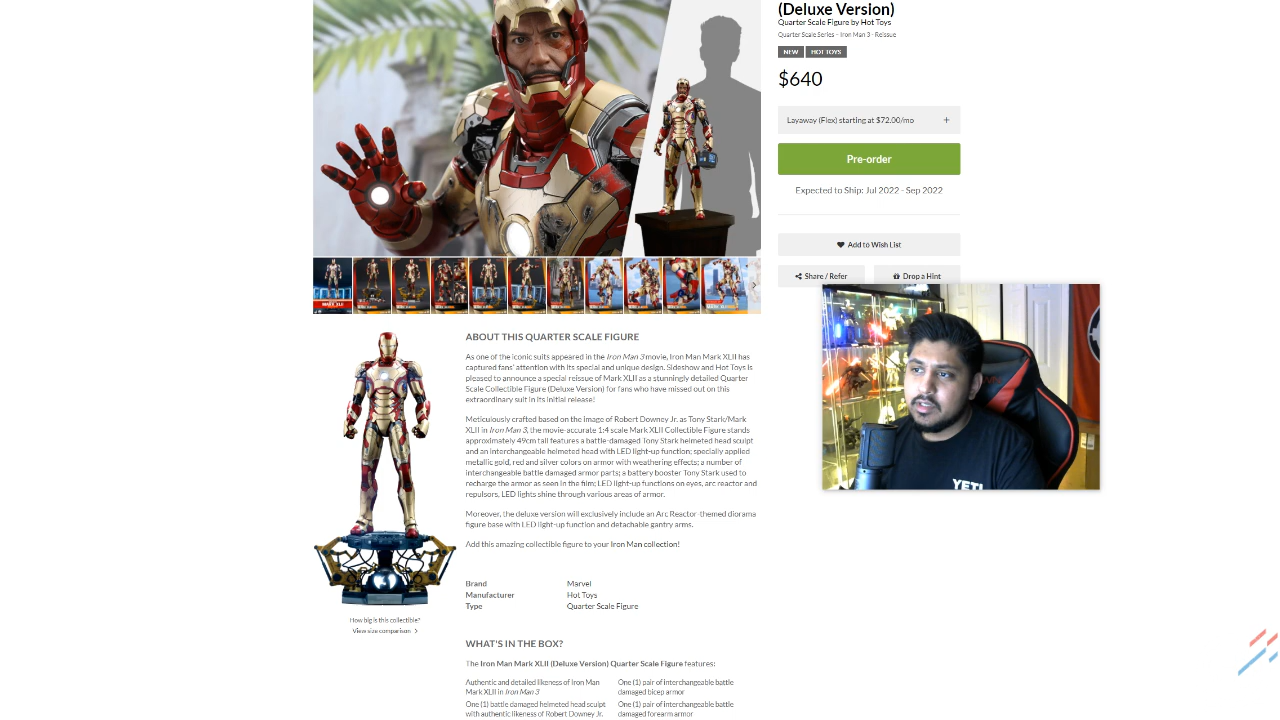 (Deluxe Version)
Quarter Scale Figure by Hot Toys
Quarter Scale Series - Iron Man 3 - Reissue
NEW
HOT TOYS
$640
Layaway (Flex) starting at $72.00/mo
Pre-order
Expected to Ship: Jul 2022 - Sep 2022
Add to Wish List
Share / Refer
Drop a Hint
ABOUT THIS QUARTER SCALE FIGURE
As one of the iconic suits appeared in the Iron Man 3 movie, Iron Man Mark XLII has
captured fans' attention with its special and unique design. Sideshow and Hot Toys is
pleased to announce a special reissue of Mark XLII as a stunningly detailed Quarter
Scale Collectible Figure (Deluxe Version) for fans who have missed out on this
extraordinary suit in its initial release!
Meticulously crafted based on the image of Robert Downey Jr. as Tony Stark/Mark
XLII in Iron Man 3, the movie-accurate 1:4 scale Mark XLII Collectible Figure stands
approximately 49cm tall features a battle-damaged Tony Stark helmeted head sculpt
and an interchangeable helmeted head with LED light-up function; specially applied
metallic gold, red and silver colors on armor with weathering effects; a number of
interchangeable battle damaged armor parts; a battery booster Tony Stark used to
recharge the armor as seen in the film; LED light-up functions on eyes, arc reactor and
repulsors, LED lights shine through various areas of armor.
Moreover, the deluxe version will exclusively include an Arc Reactor-themed diorama
figure base with LED light-up function and detachable gantry arms.
Add this amazing collectible figure to your Iron Man collection!
Brand Marvel
Manufacturer Hot Toys
Type Quarter Scale Figure
How big is this collectible?
View size comparison >
WHAT'S IN THE BOX?
The Iron Man Mark XLII (Deluxe Version) Quarter Scale Figure features:
Authentic and detailed likeness of Iron Man
Mark XLII in Iron Man 3
One (1) battle damaged helmeted head sculpt
with authentic likeness of Robert Downey Jr.
One (1) pair of interchangeable battle
damaged bicep armor
One (1) pair of interchangeable battle
damaged forearm armor
YETI